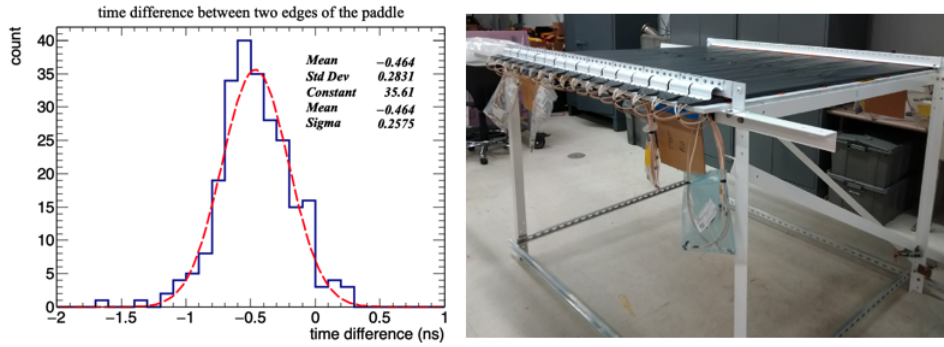 time difference between two edges of the paddle
count
40
35
30
25
20
15
10
5
0
Mean −0.464
Std Dev 0.2831
Constant 35.61
Mean −0.464
Sigma 0.2575
−2 −1.5 −1 −0.5 0 0.5 1
time difference (ns)